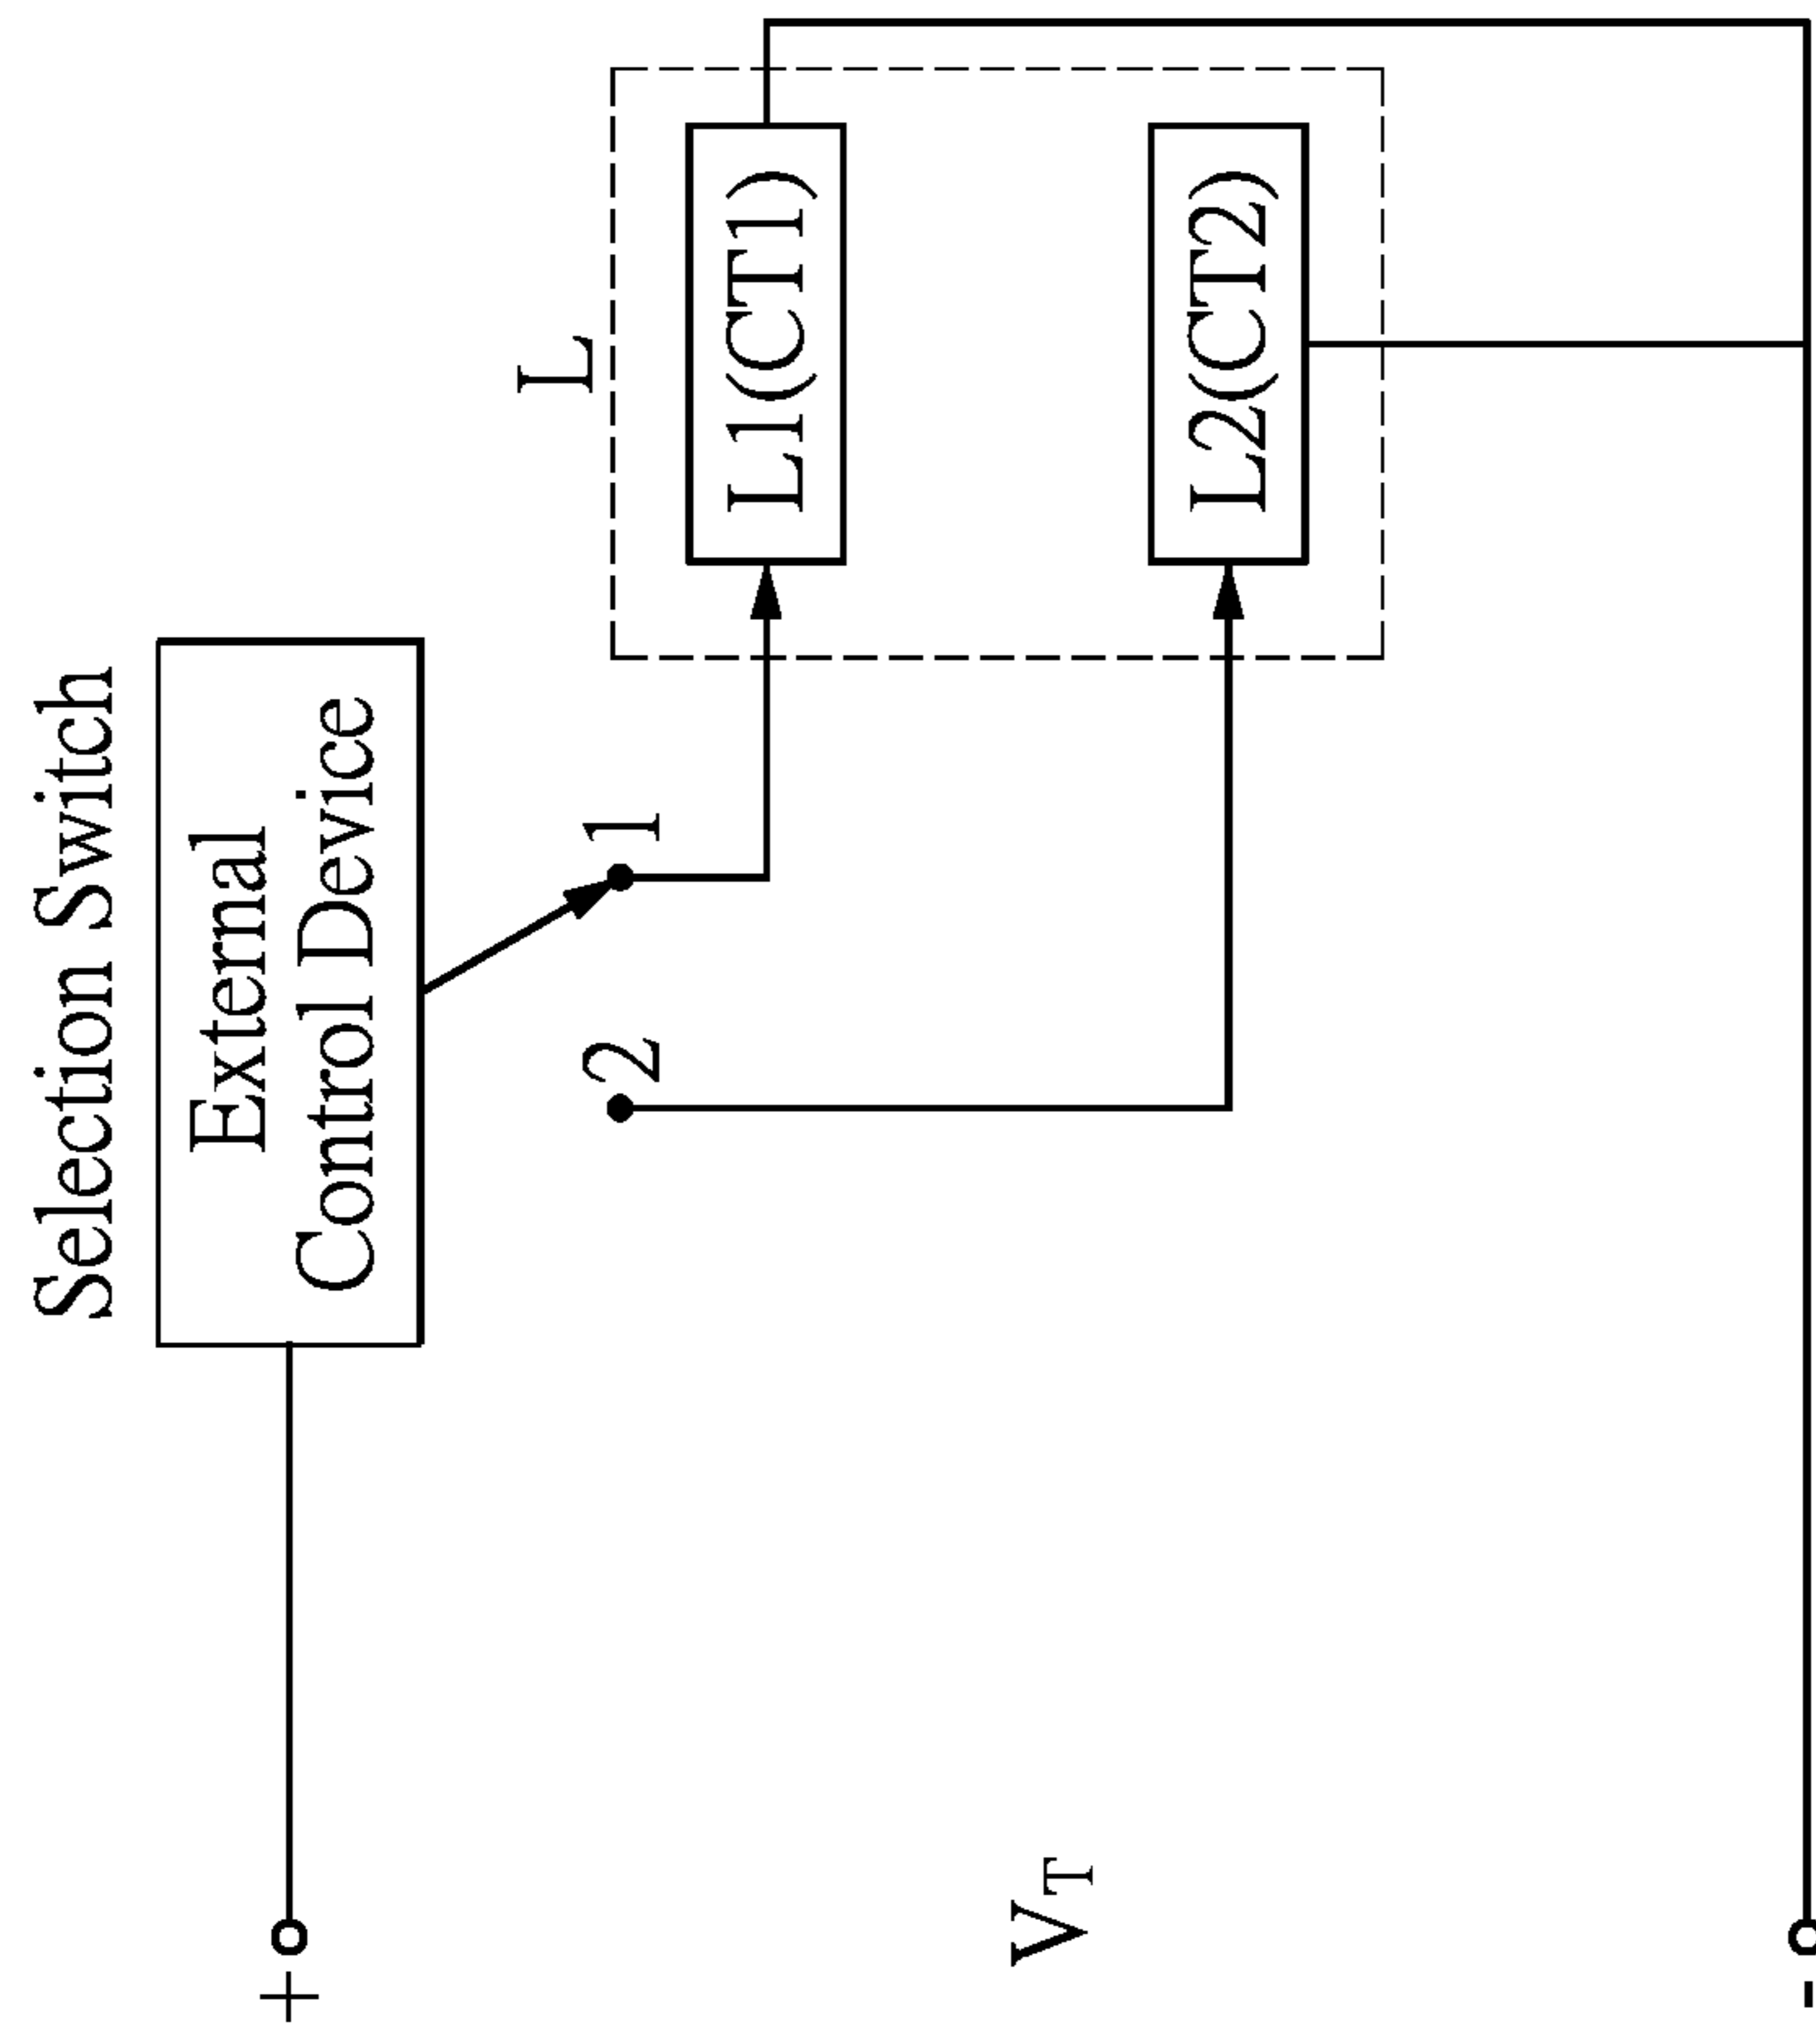 Selection Switch
External
Control Device
+
1
2
L
L1(CT1)
L2(CT2)
VT
-